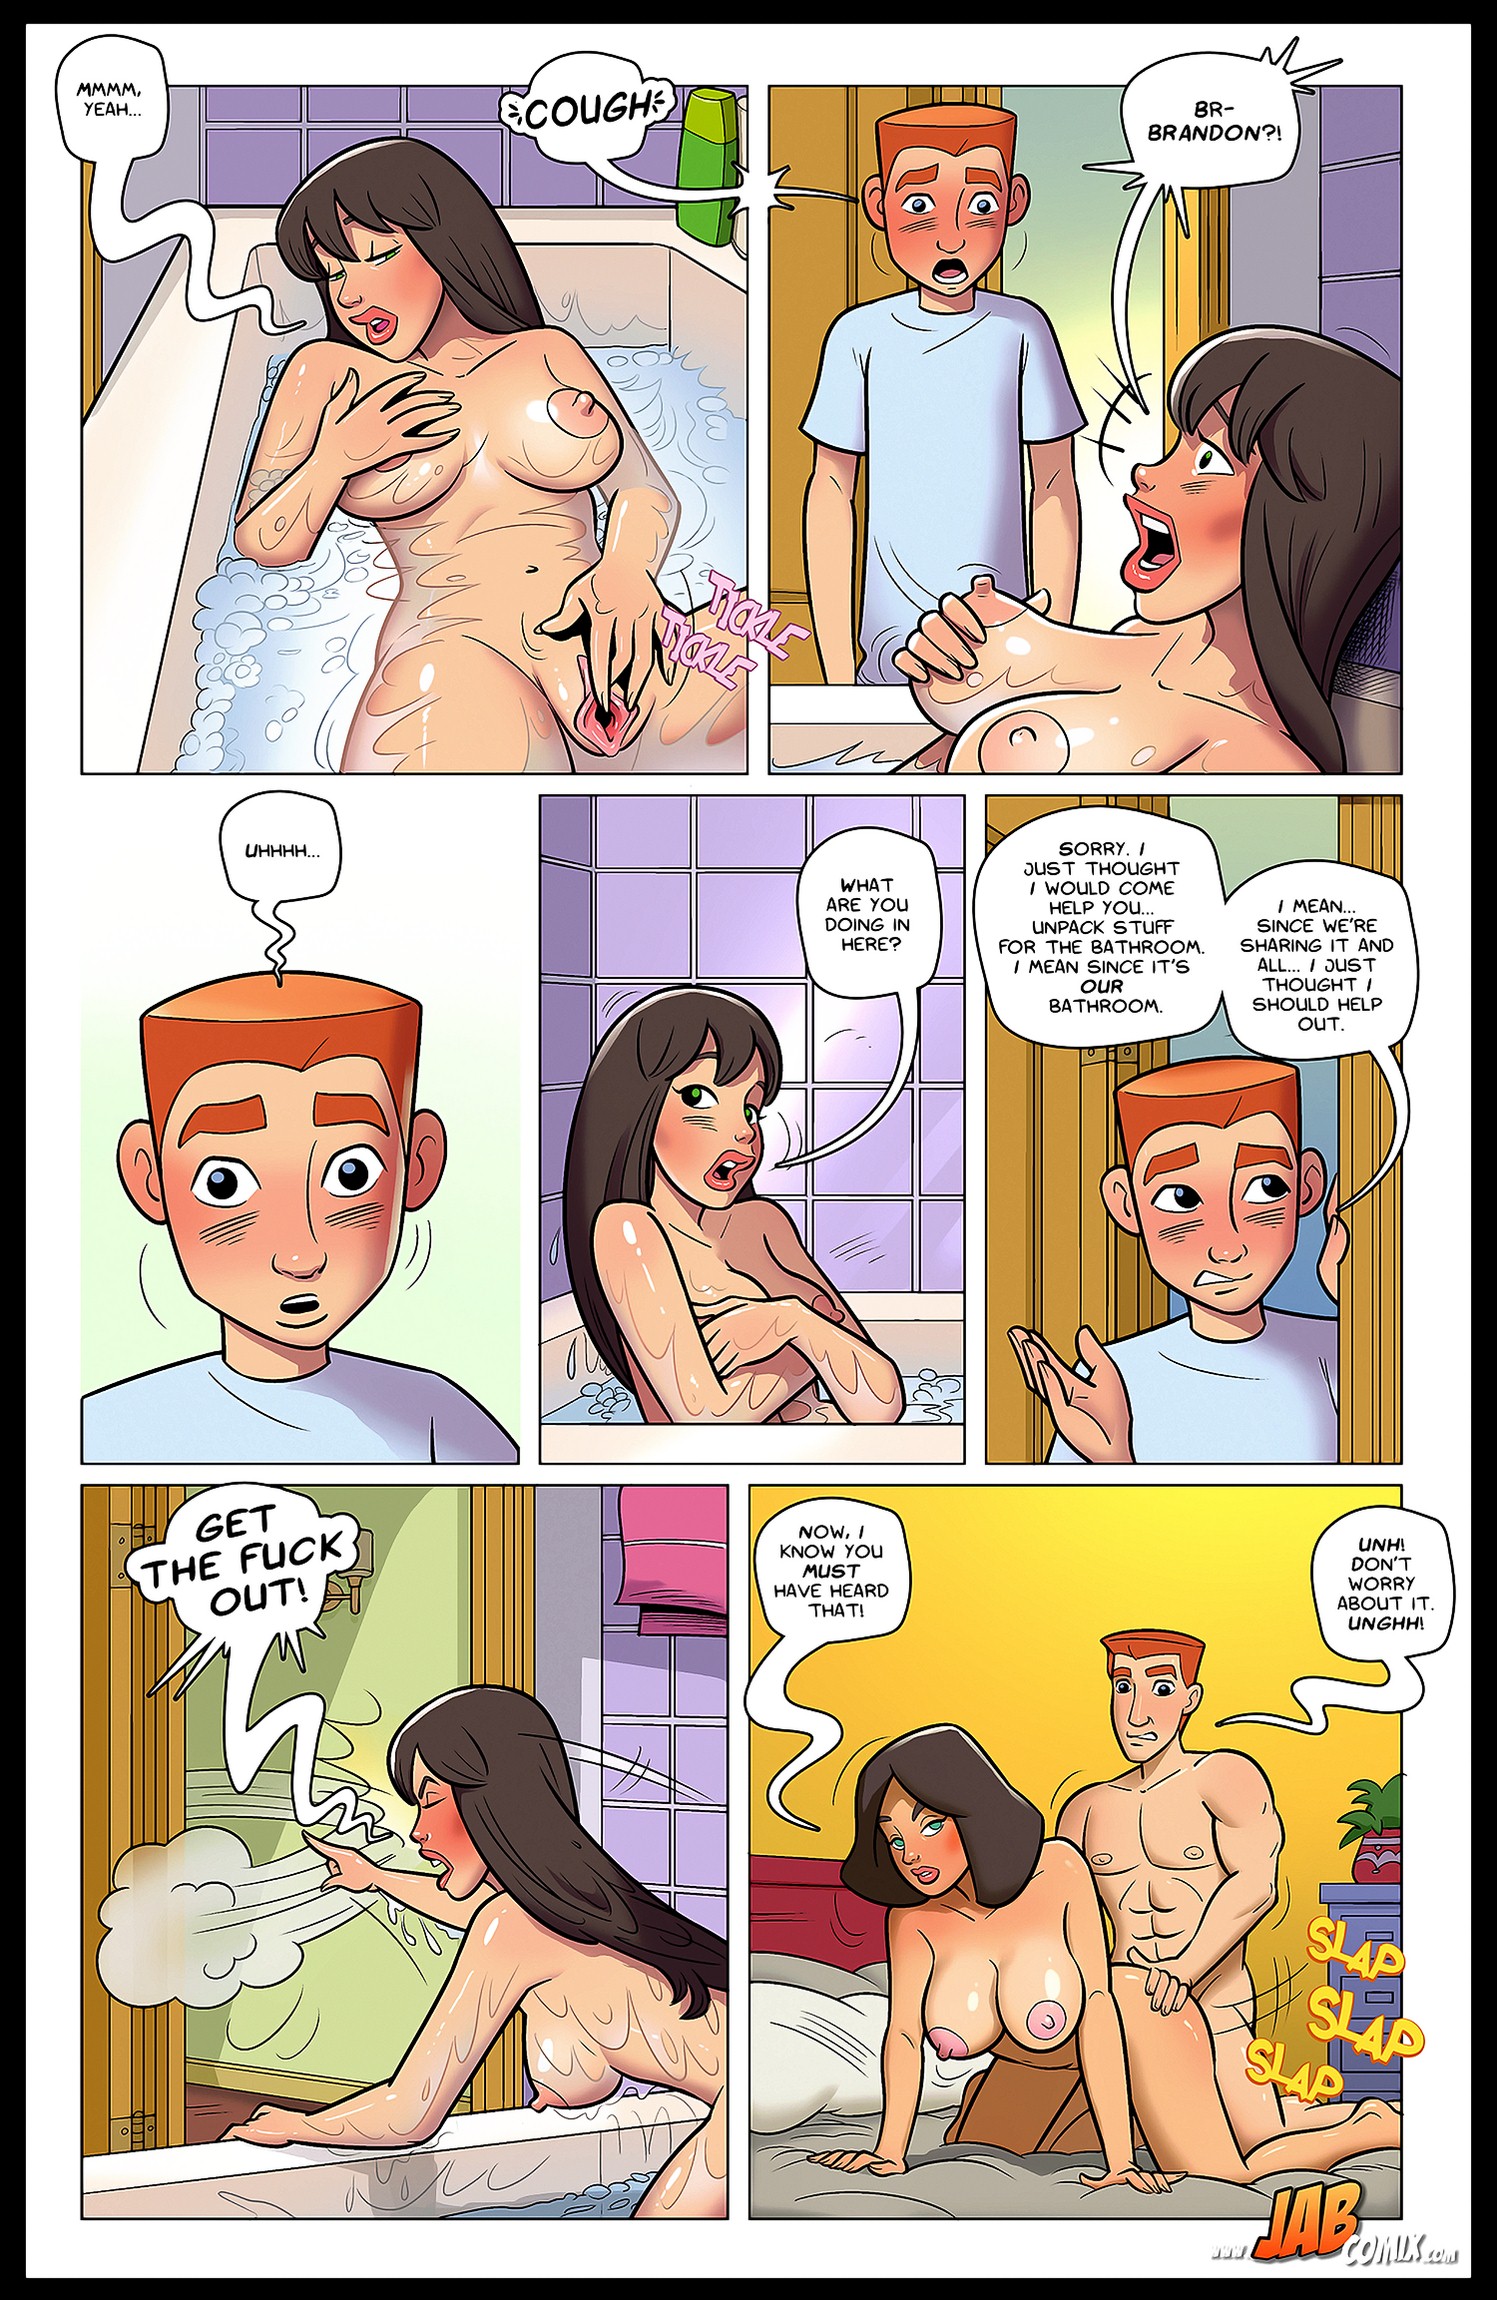 MMMM,
YEAH...
COUGH
BR-
BRANDON?!
TICKLE
TICKLE
UHHHH...
WHAT
ARE YOU
DOING IN
HERE?
SORRY. I
JUST THOUGHT
I WOULD COME
HELP YOU...
UNPACK STUFF
FOR THE BATHROOM.
I MEAN SINCE IT'S
OUR
BATHROOM.
I MEAN...
SINCE WE'RE
SHARING IT AND
ALL... I JUST
THOUGHT I
SHOULD HELP
OUT.
GET
THE FUCK
OUT!
NOW, I
KNOW YOU
MUST
HAVE HEARD
THAT!
UNH!
DON'T
WORRY
ABOUT IT.
UNGHH!
SLAP
SLAP
SLAP
www.JABCOMIX.com